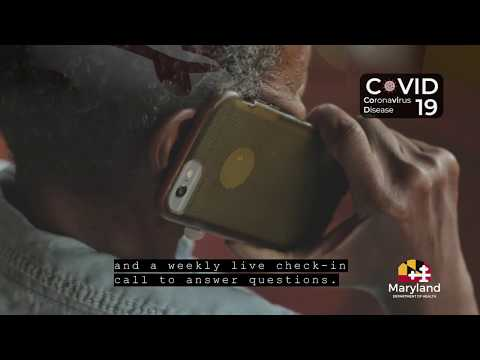 COVID
Coronavirus
Disease 19
and a weekly live check-in
call to answer questions.
Maryland
DEPARTMENT OF HEALTH